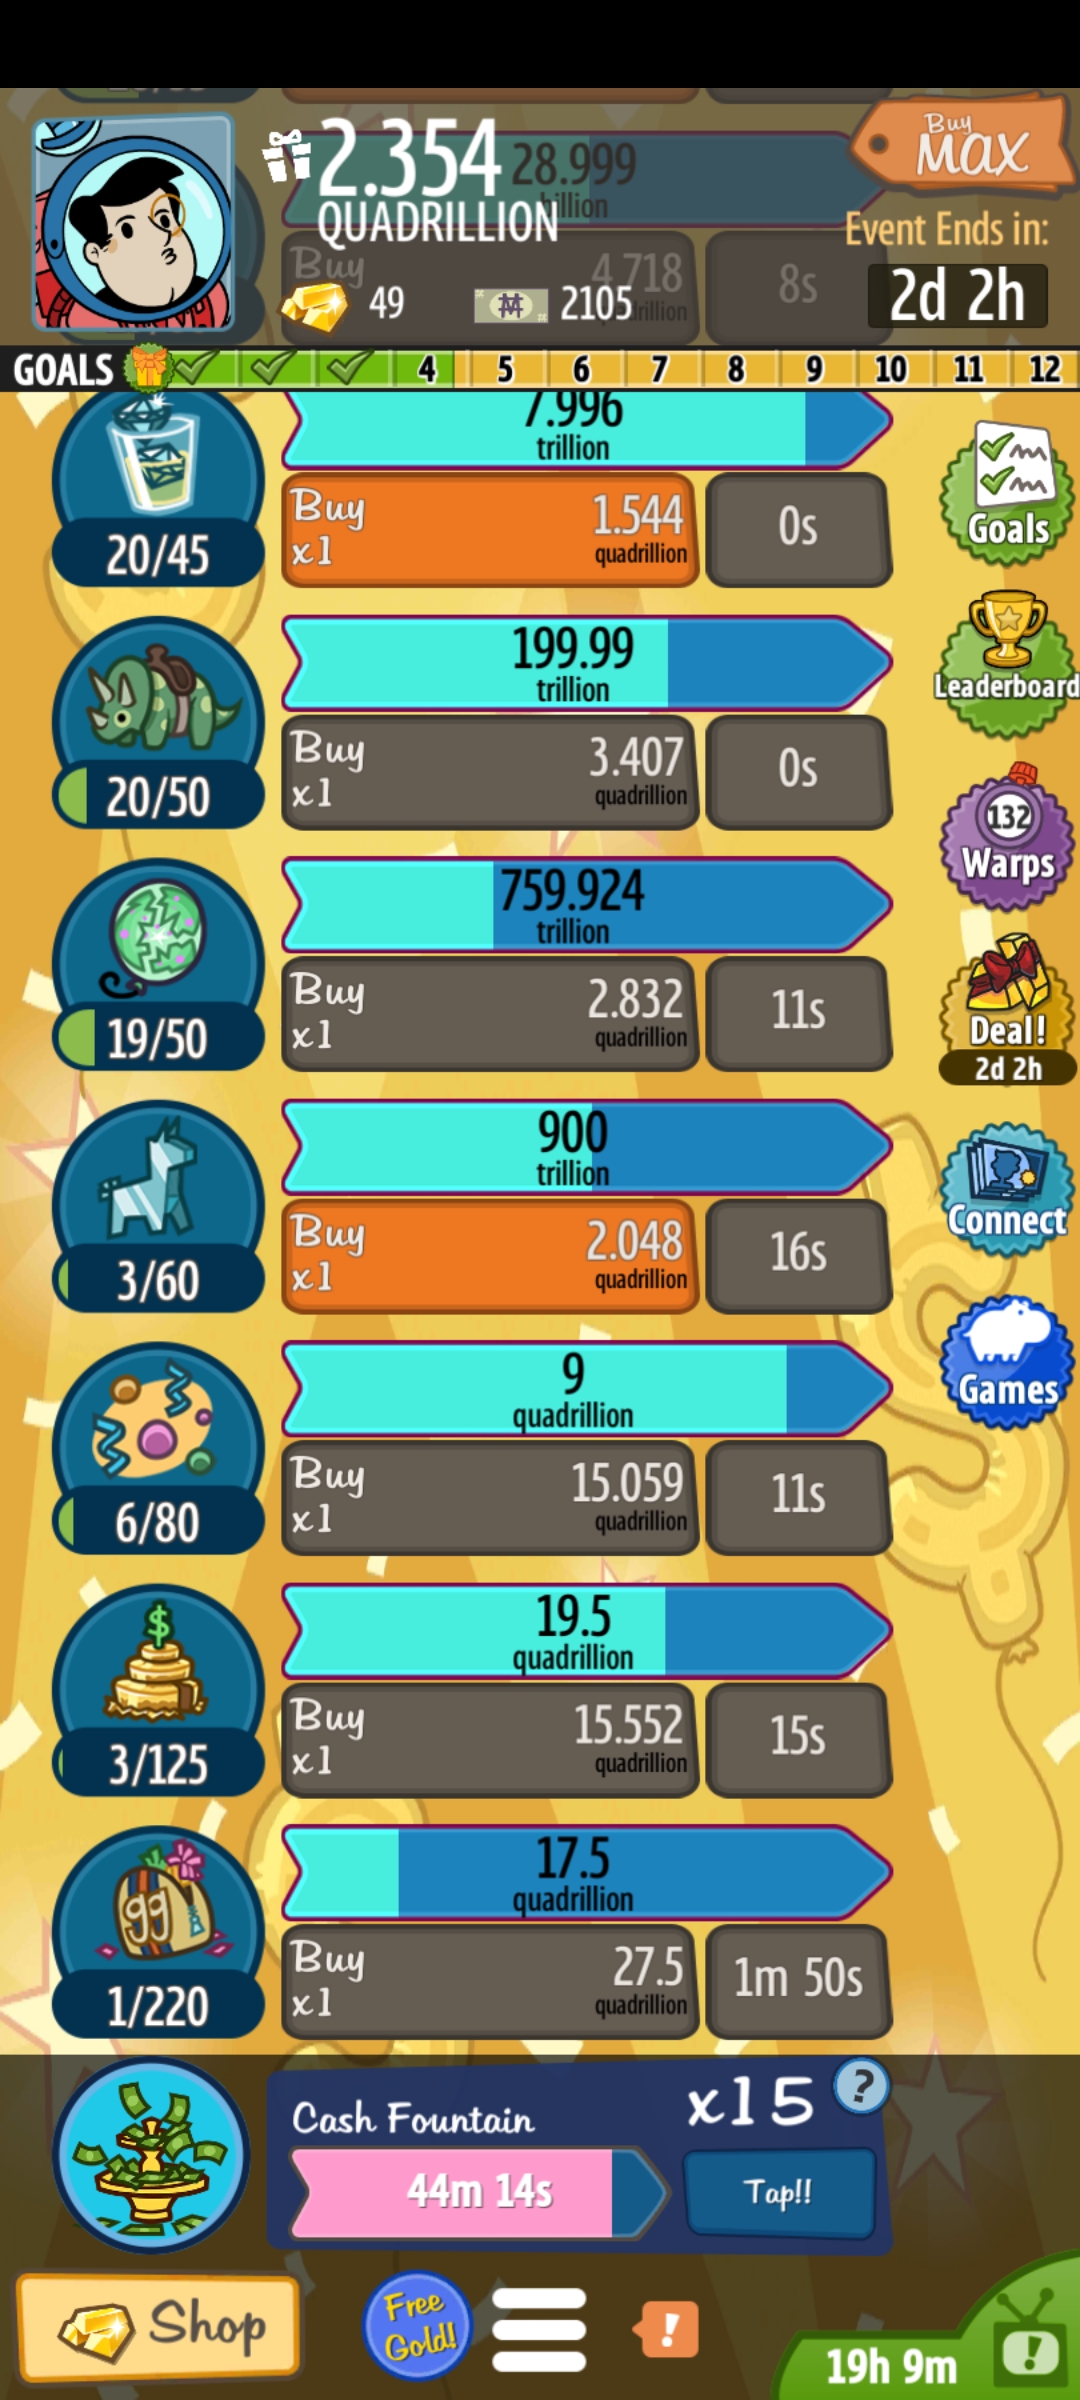 2.354
QUADRILLION
28.999
Buy
MAX
Event Ends in:
2d 2h
Buy
4.718
8s
49
2105
GOALS
4 5 6 7 8 9 10 11 12
7.996
trillion
20/45
Buy
x1
1.544
quadrillion
0s
Goals
199.99
trillion
20/50
Buy
x1
3.407
quadrillion
0s
Leaderboard
132
Warps
759.924
trillion
19/50
Buy
x1
2.832
quadrillion
11s
Deal!
2d 2h
900
trillion
3/60
Buy
x1
2.048
quadrillion
16s
Connect
9
quadrillion
6/80
Buy
x1
15.059
quadrillion
11s
Games
19.5
quadrillion
$
3/125
Buy
x1
15.552
quadrillion
15s
17.5
quadrillion
gg
1/220
Buy
x1
27.5
quadrillion
1m 50s
Cash Fountain
x15
?
44m 14s
Tap!!
Shop
Free
Gold!
!
19h 9m
!